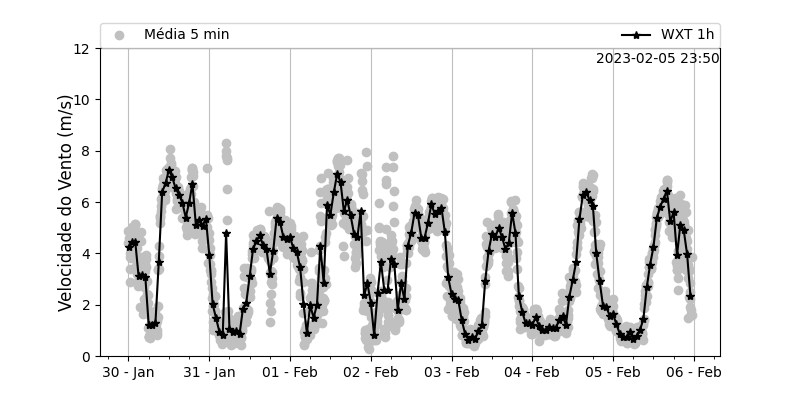 Média 5 min
WXT 1h
2023-02-05 23:50
Velocidade do Vento (m/s)
12
10
8
6
4
2
0
30 - Jan
31 - Jan
01 - Feb
02 - Feb
03 - Feb
04 - Feb
05 - Feb
06 - Feb